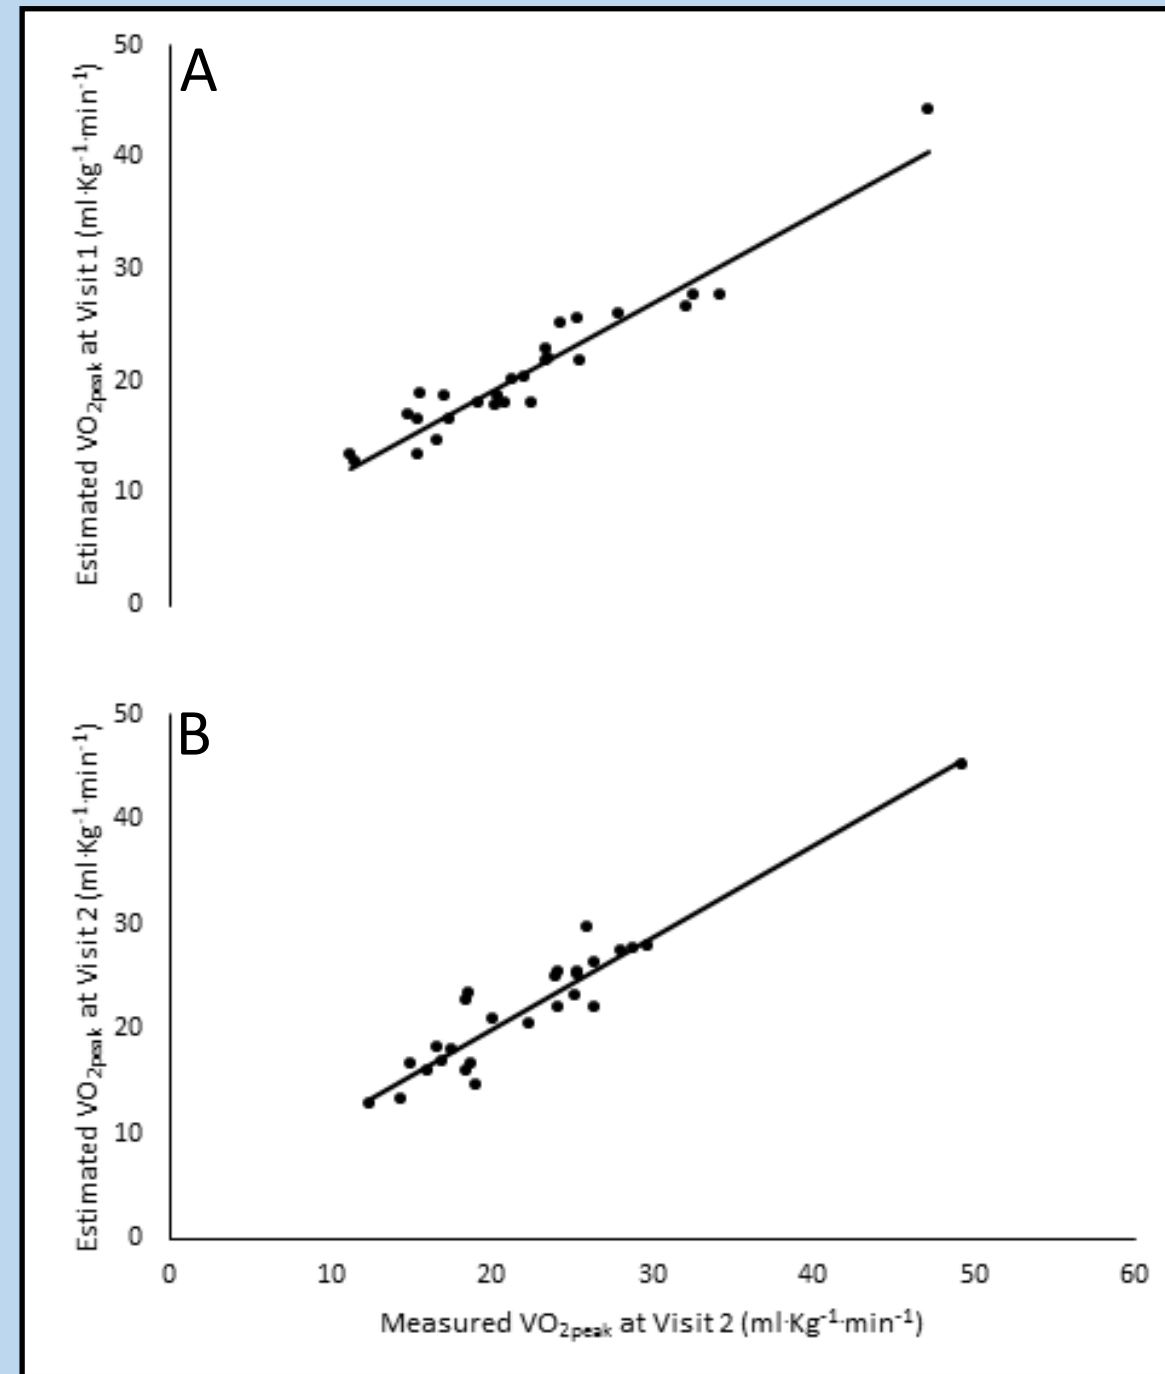 A
50
40
30
20
10
0
Estimated VO2peak at Visit 1 (ml·Kg-1·min-1)
B
50
40
30
20
10
0
Estimated VO2peak at Visit 2 (ml·Kg-1·min-1)
0 10 20 30 40 50 60
Measured VO2peak at Visit 2 (ml·Kg-1·min-1)